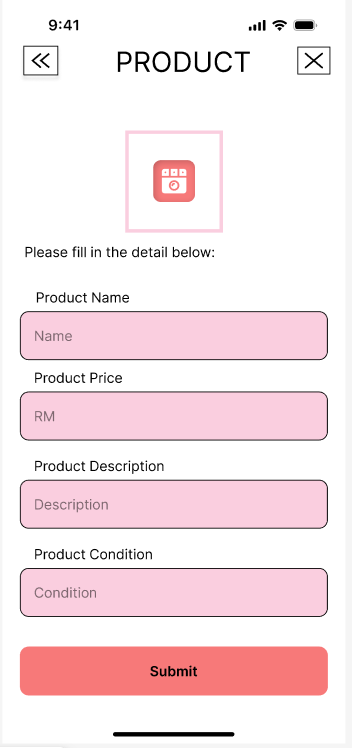 9:41
PRODUCT
Please fill in the detail below:
Product Name
Name
Product Price
RM
Product Description
Description
Product Condition
Condition
Submit